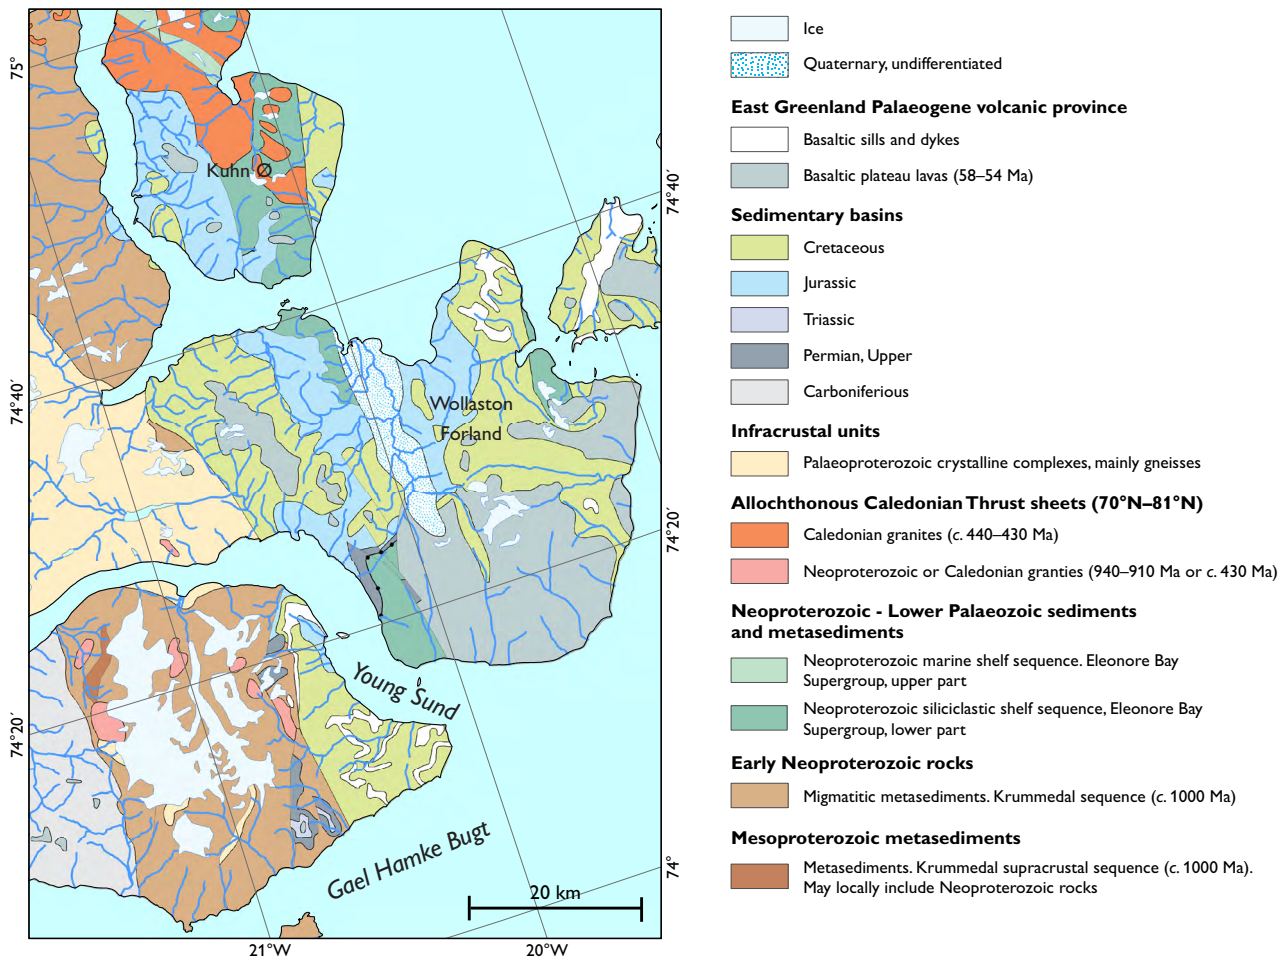 75°
74°40′
74°20′
Kuhn Ø
Wollaston
Forland
Young Sund
Gael Hamke Bugt
20 km
74°40′
74°20′
74°
21°W
20°W
Ice
Quaternary, undifferentiated
East Greenland Palaeogene volcanic province
Basaltic sills and dykes
Basaltic plateau lavas (58–54 Ma)
Sedimentary basins
Cretaceous
Jurassic
Triassic
Permian, Upper
Carboniferious
Infracrustal units
Palaeoproterozoic crystalline complexes, mainly gneisses
Allochthonous Caledonian Thrust sheets (70°N–81°N)
Caledonian granites (c. 440–430 Ma)
Neoproterozoic or Caledonian granties (940–910 Ma or c. 430 Ma)
Neoproterozoic - Lower Palaeozoic sediments
and metasediments
Neoproterozoic marine shelf sequence. Eleonore Bay
Supergroup, upper part
Neoproterozoic siliciclastic shelf sequence, Eleonore Bay
Supergroup, lower part
Early Neoproterozoic rocks
Migmatitic metasediments. Krummedal sequence (c. 1000 Ma)
Mesoproterozoic metasediments
Metasediments. Krummedal supracrustal sequence (c. 1000 Ma).
May locally include Neoproterozoic rocks